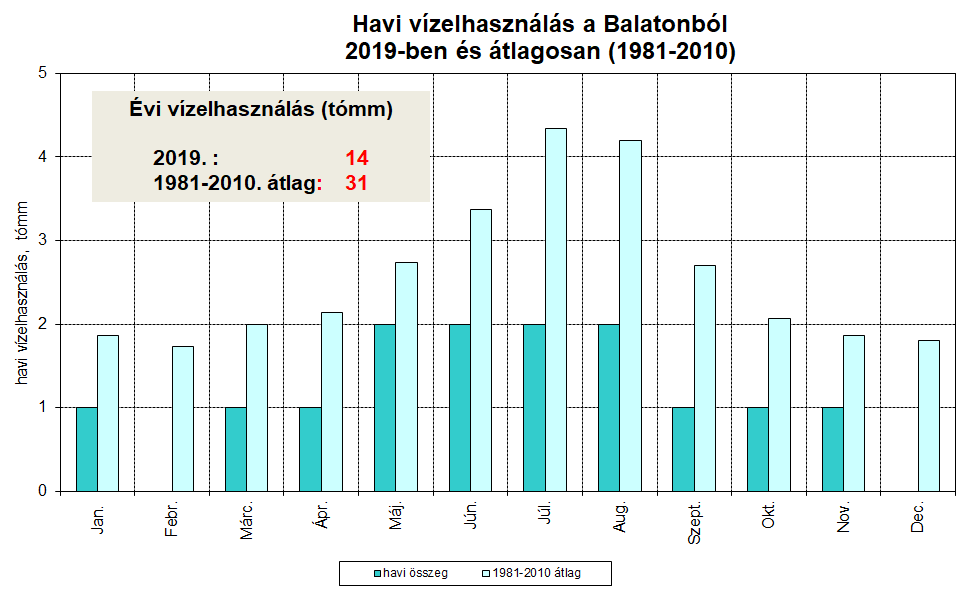 Havi vízelhasználás a Balatonból
2019-ben és átlagosan (1981-2010)
Évi vízelhasználás (tómm)
2019. : 14
1981-2010. átlag: 31
havi vízelhasználás, tómm
5
4
3
2
1
0
Jan.
Febr.
Márc.
Ápr.
Máj.
Jún.
Júl.
Aug.
Szept.
Okt.
Nov.
Dec.
havi összeg
1981-2010 átlag